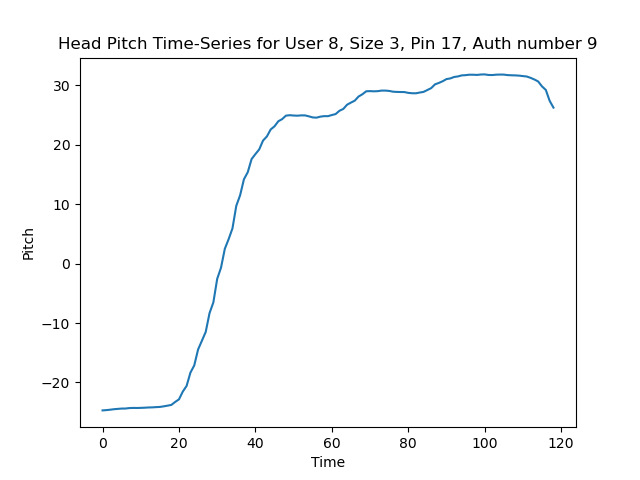 Head Pitch Time-Series for User 8, Size 3, Pin 17, Auth number 9
30
20
10
0
−10
−20
Pitch
0 20 40 60 80 100 120
Time